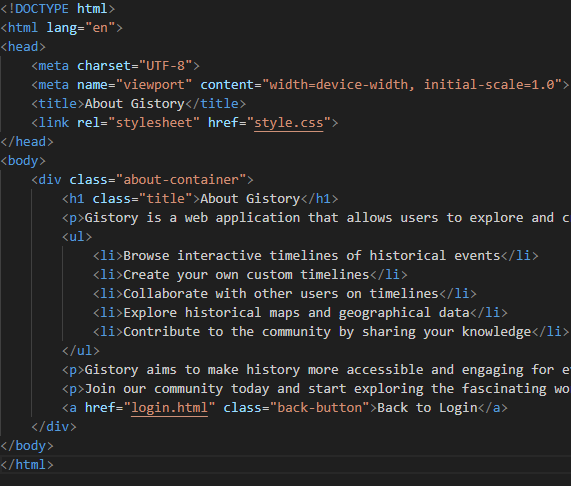 <!DOCTYPE html>
<html lang="en">
<head>
    <meta charset="UTF-8">
    <meta name="viewport" content="width=device-width, initial-scale=1.0">
    <title>About Gistory</title>
    <link rel="stylesheet" href="style.css">
</head>
<body>
    <div class="about-container">
        <h1 class="title">About Gistory</h1>
        <p>Gistory is a web application that allows users to explore and
        <ul>
            <li>Browse interactive timelines of historical events</li>
            <li>Create your own custom timelines</li>
            <li>Collaborate with other users on timelines</li>
            <li>Explore historical maps and geographical data</li>
            <li>Contribute to the community by sharing your knowledge</li>
        </ul>
        <p>Gistory aims to make history more accessible and engaging for
        <p>Join our community today and start exploring the fascinating
        <a href="login.html" class="back-button">Back to Login</a>
    </div>
</body>
</html>